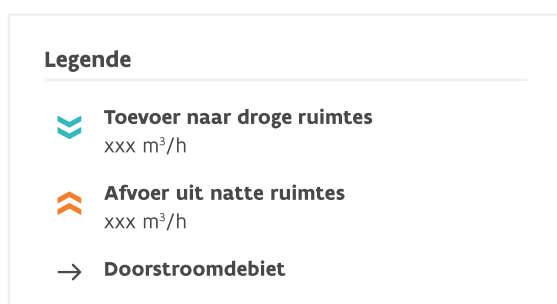 Legende
Toevoer naar droge ruimtes
xxx m³/h
Afvoer uit natte ruimtes
xxx m³/h
Doorstroomdebiet